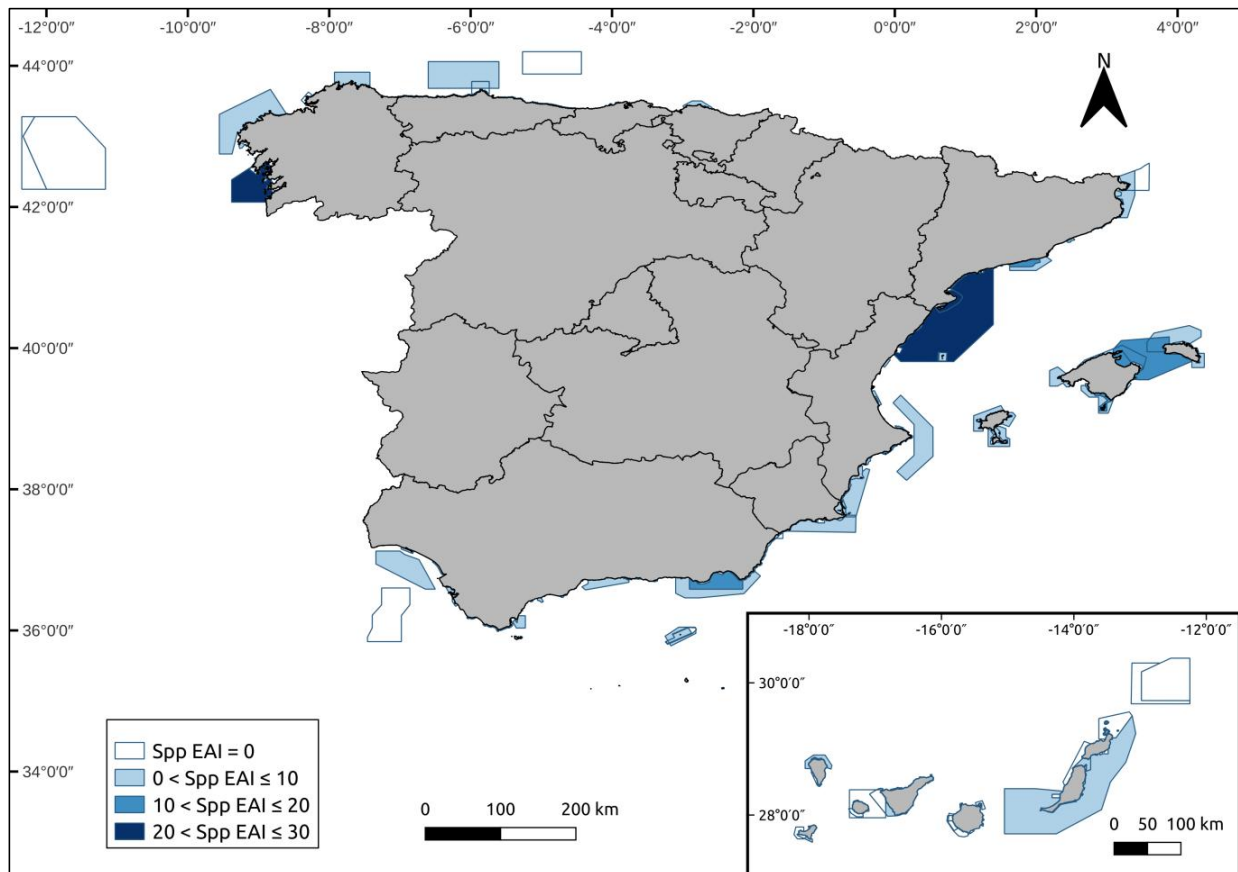 -12°0′0″ -10°0′0″ -8°0′0″ -6°0′0″ -4°0′0″ -2°0′0″ 0°0′0″ 2°0′0″ 4°0′0″
44°0′0″
N
42°0′0″
40°0′0″
38°0′0″
36°0′0″
34°0′0″
Spp EAI = 0
0 < Spp EAI ≤ 10
10 < Spp EAI ≤ 20
20 < Spp EAI ≤ 30
0 100 200 km
-18°0′0″ -16°0′0″ -14°0′0″ -12°0′0″
30°0′0″
28°0′0″
0 50 100 km